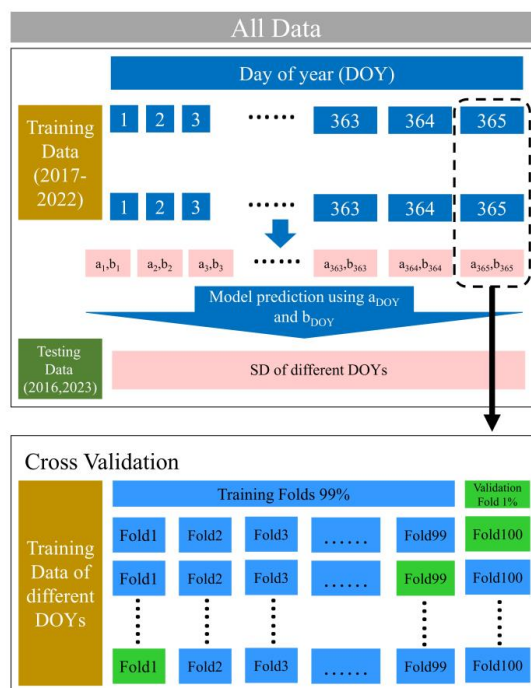 All Data
Day of year (DOY)
Training
Data
(2017-
2022)
1 2 3 ...... 363 364 365
1 2 3 363 364 365
a1,b1 a2,b2 a3,b3 ...... a363,b363 a364,b364 a365,b365
Model prediction using aDOY
and bDOY
Testing
Data
(2016,2023)
SD of different DOYs
Cross Validation
Training Folds 99%
Validation
Fold 1%
Training
Data of
different
DOYs
Fold1 Fold2 Fold3 ...... Fold99 Fold100
Fold1 Fold2 Fold3 Fold99 Fold100
Fold1 Fold2 Fold3 ...... Fold99 Fold100